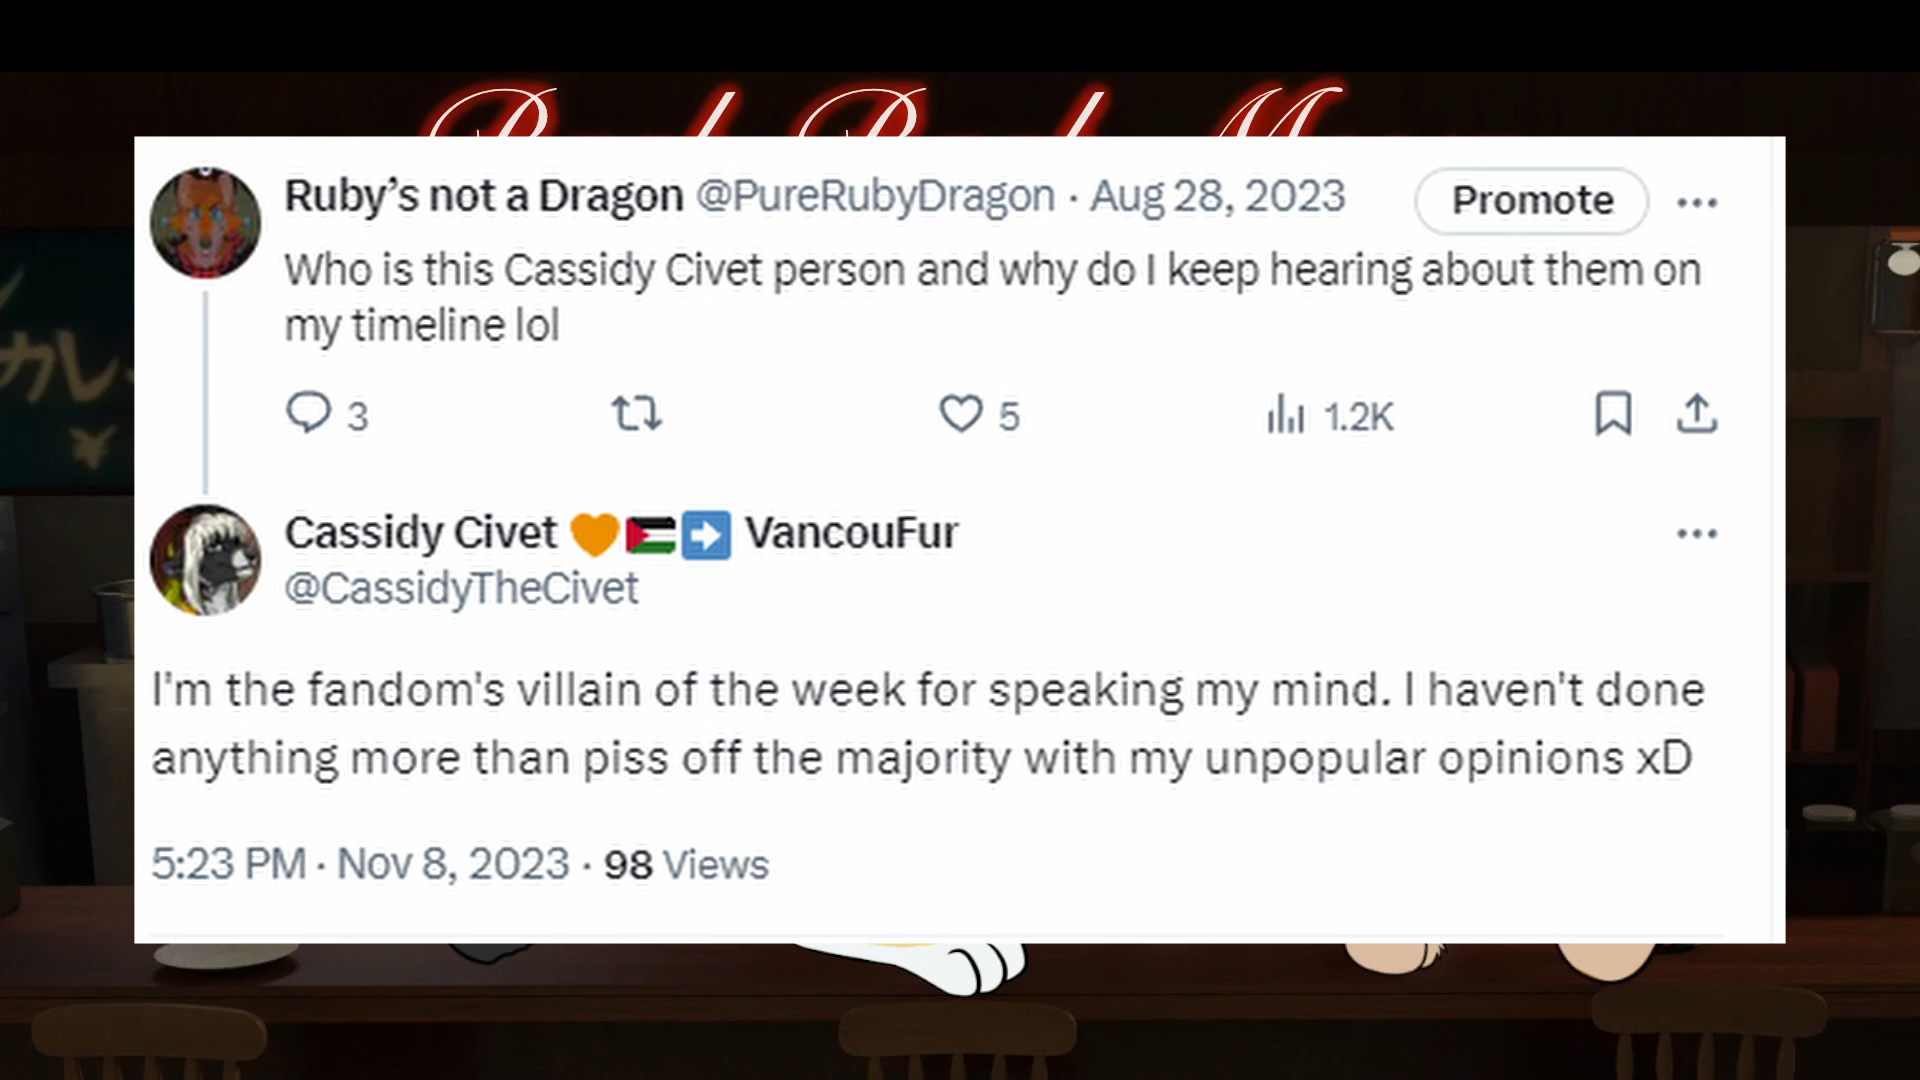 Ruby's not a Dragon @PureRubyDragon · Aug 28, 2023
Promote
Who is this Cassidy Civet person and why do I keep hearing about them on
my timeline lol
3
5
1.2K
Cassidy Civet 🧡🇵🇸➡️ VancouFur
@CassidyTheCivet
I'm the fandom's villain of the week for speaking my mind. I haven't done
anything more than piss off the majority with my unpopular opinions xD
5:23 PM · Nov 8, 2023 · 98 Views